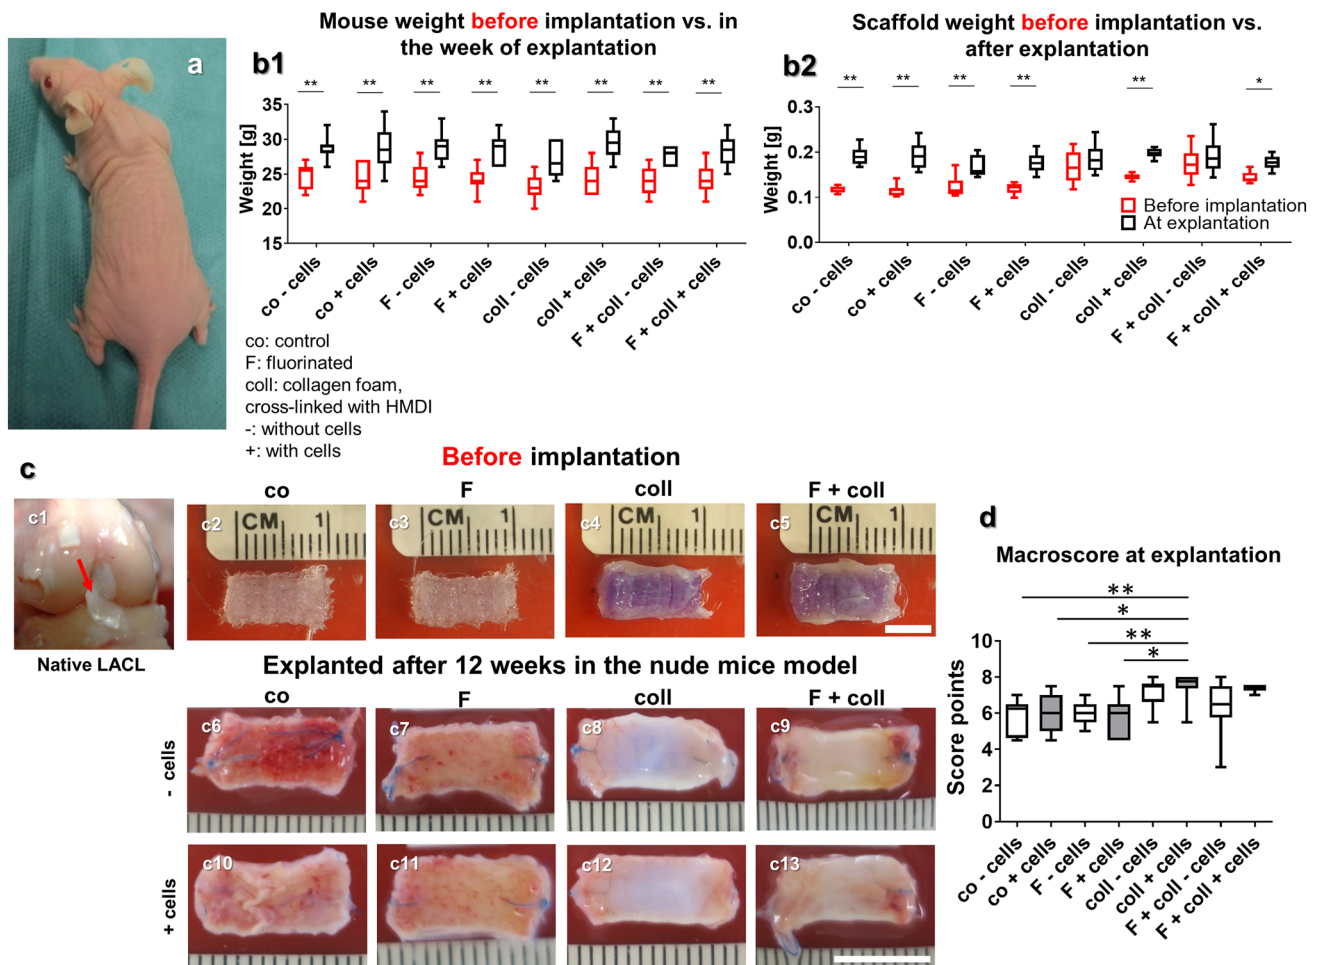 a
b1
Mouse weight before implantation vs. in
the week of explantation
** ** ** ** ** ** ** **
Weight [g]
35
30
25
20
15
co - cells
co + cells
F - cells
F + cells
coll - cells
coll + cells
F + coll - cells
F + coll + cells
b2
Scaffold weight before implantation vs.
after explantation
** ** ** ** ** *
Weight [g]
0.3
0.2
0.1
0.0
Before implantation
At explantation
co - cells
co + cells
F - cells
F + cells
coll - cells
coll + cells
F + coll - cells
F + coll + cells
co: control
F: fluorinated
coll: collagen foam,
cross-linked with HMDI
-: without cells
+: with cells
c
Before implantation
co F coll F + coll
c1
Native LACL
c2 CM 1
c3 CM 1
c4 CM 1
c5 CM 1
Explanted after 12 weeks in the nude mice model
co F coll F + coll
- cells
c6 c7 c8 c9
+ cells
c10 c11 c12 c13
d
Macroscore at explantation
**
*
**
*
Score points
10
8
6
4
2
0
co - cells
co + cells
F - cells
F + cells
coll - cells
coll + cells
F + coll - cells
F + coll + cells